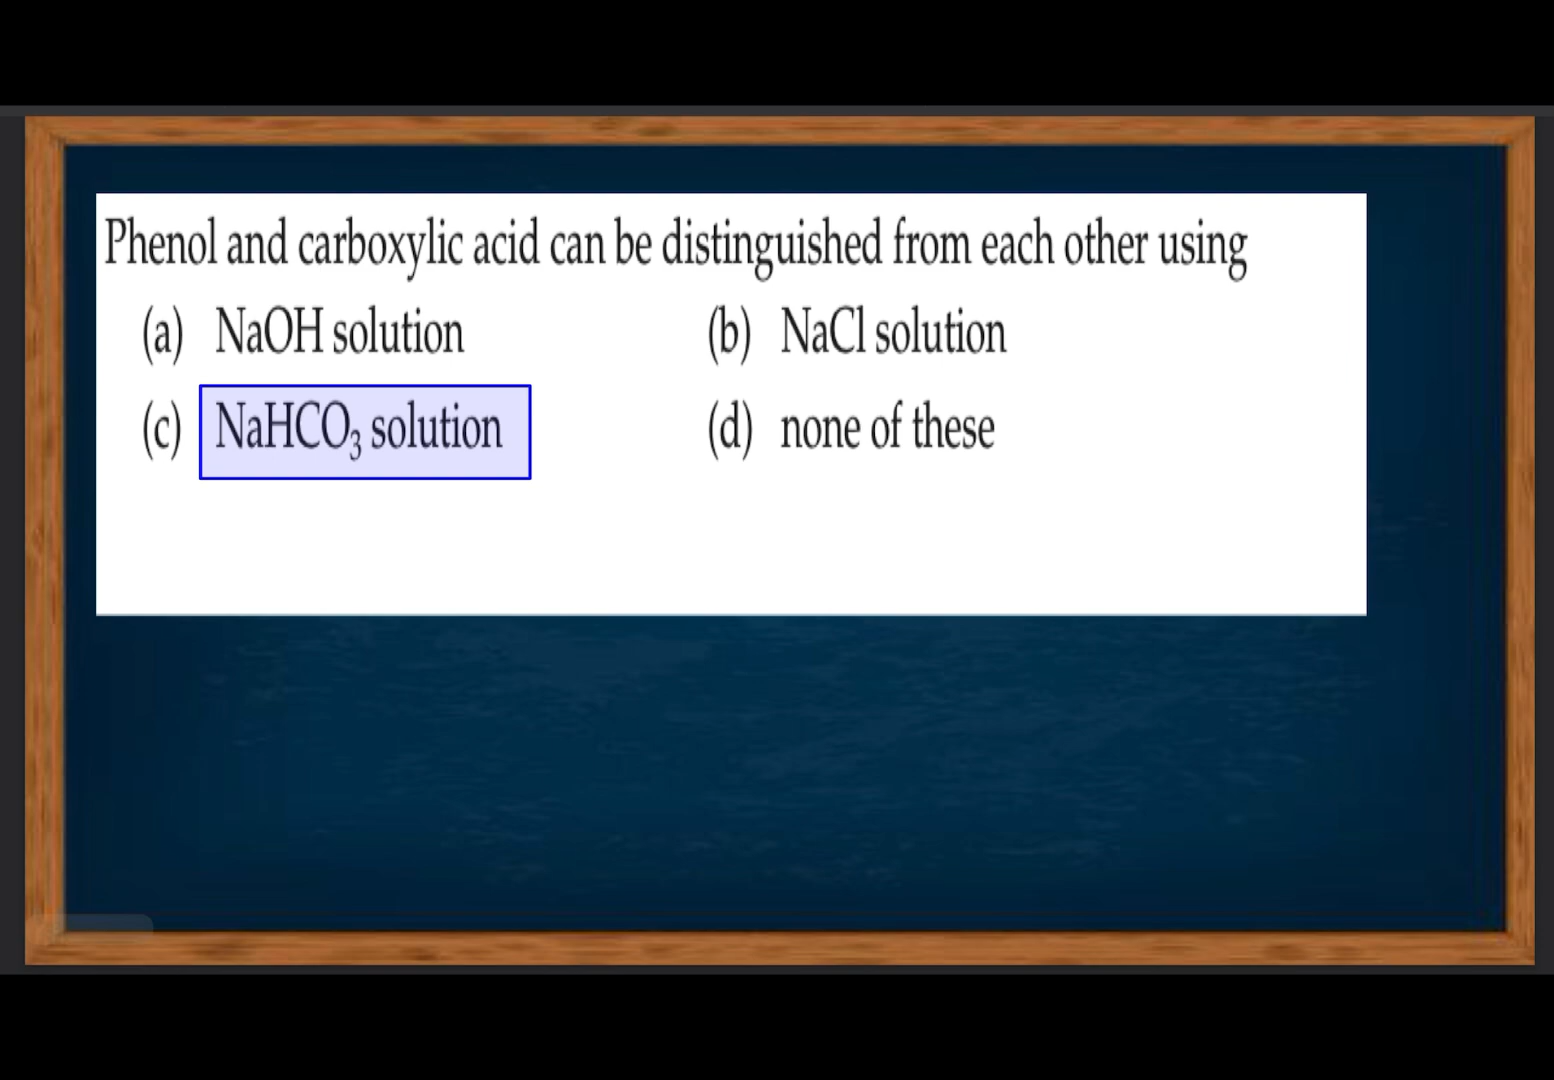 Phenol and carboxylic acid can be distinguished from each other using
(a) NaOH solution (b) NaCl solution
(c) NaHCO₃ solution (d) none of these